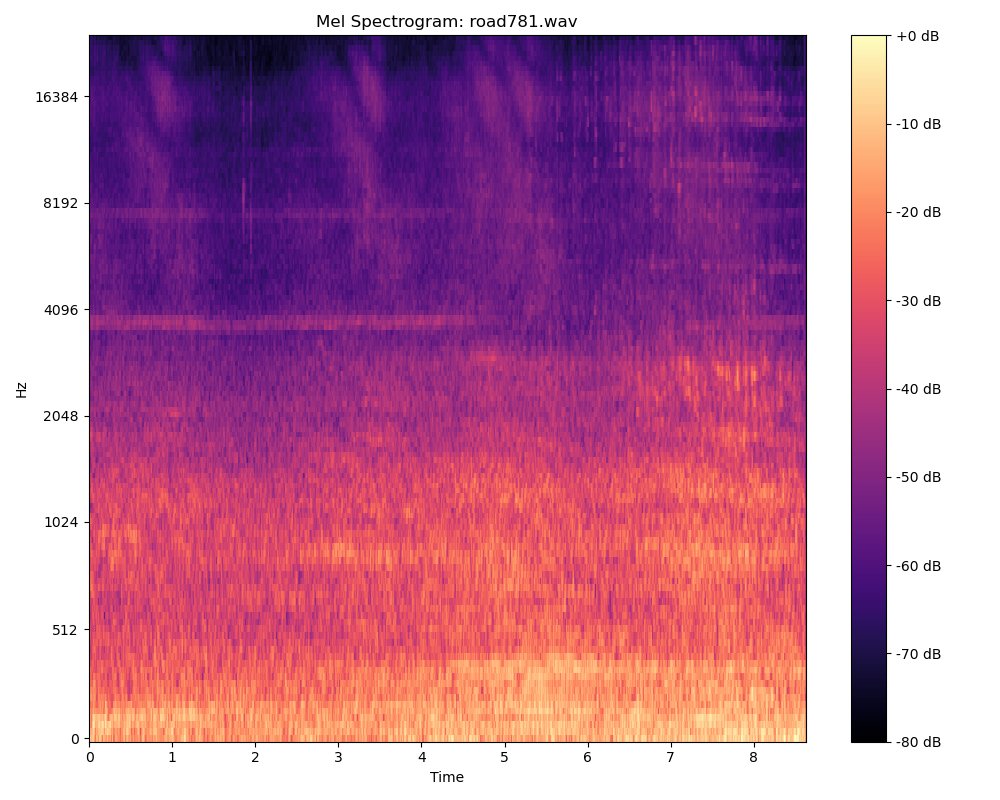 Mel Spectrogram: road781.wav
+0 dB
16384
-10 dB
8192
-20 dB
4096
-30 dB
Hz
2048
-40 dB
1024
-50 dB
512
-60 dB
0
-70 dB
-80 dB
0 1 2 3 4 5 6 7 8
Time